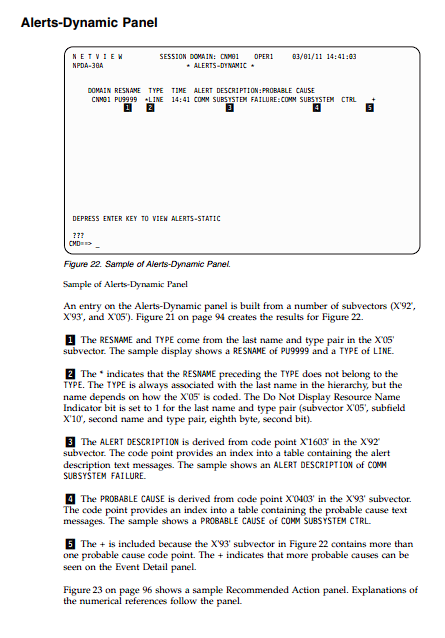 Alerts-Dynamic Panel
N E T V I E W SESSION DOMAIN: CNM01 OPER1 03/01/11 14:41:03
NPDA-30A * ALERTS-DYNAMIC *
DOMAIN RESNAME TYPE TIME ALERT DESCRIPTION:PROBABLE CAUSE
CNM01 PU9999 *LINE 14:41 COMM SUBSYSTEM FAILURE:COMM SUBSYSTEM CTRL +
1 2 3 4 5
DEPRESS ENTER KEY TO VIEW ALERTS-STATIC
???
CMD==> _
Figure 22. Sample of Alerts-Dynamic Panel.
Sample of Alerts-Dynamic Panel
An entry on the Alerts-Dynamic panel is built from a number of subvectors (X'92',
X'93', and X'05'). Figure 21 on page 94 creates the results for Figure 22.
1 The RESNAME and TYPE come from the last name and type pair in the X'05'
subvector. The sample display shows a RESNAME of PU9999 and a TYPE of LINE.
2 The * indicates that the RESNAME preceding the TYPE does not belong to the
TYPE. The TYPE is always associated with the last name in the hierarchy, but the
name depends on how the X'05' is coded. The Do Not Display Resource Name
Indicator bit is set to 1 for the last name and type pair (subvector X'05', subfield
X'10', second name and type pair, eighth byte, second bit).
3 The ALERT DESCRIPTION is derived from code point X'1603' in the X'92'
subvector. The code point provides an index into a table containing the alert
description text messages. The sample shows an ALERT DESCRIPTION of COMM
SUBSYSTEM FAILURE.
4 The PROBABLE CAUSE is derived from code point X'0403' in the X'93' subvector.
The code point provides an index into a table containing the probable cause text
messages. The sample shows a PROBABLE CAUSE of COMM SUBSYSTEM CTRL.
5 The + is included because the X'93' subvector in Figure 22 contains more than
one probable cause code point. The + indicates that more probable causes can be
seen on the Event Detail panel.
Figure 23 on page 96 shows a sample Recommended Action panel. Explanations of
the numerical references follow the panel.